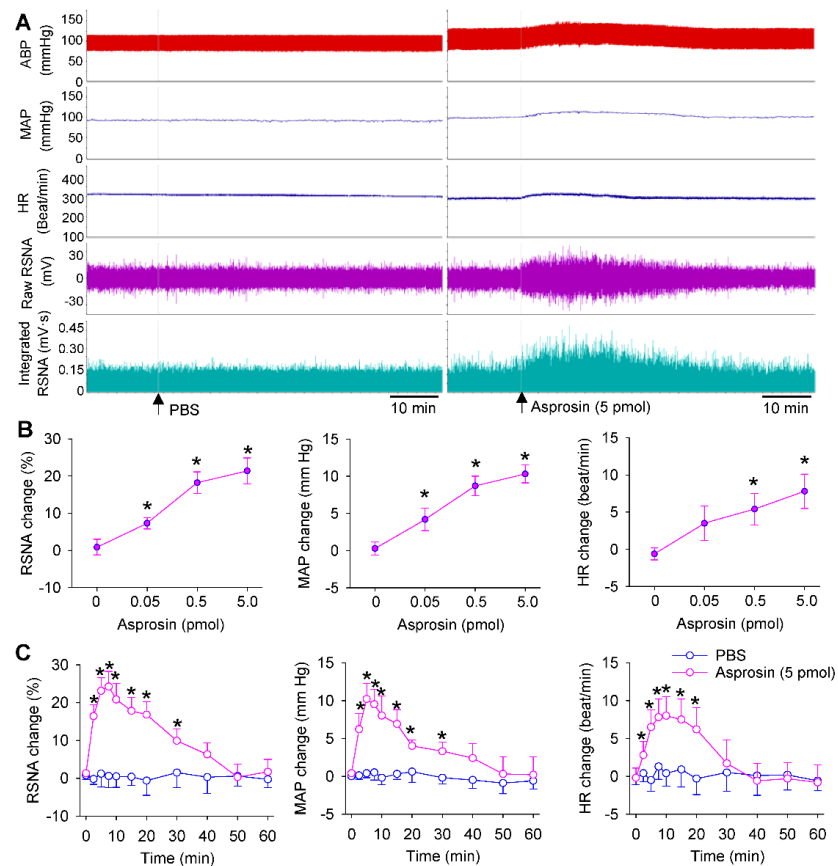 A
ABP (mmHg)
150
100
50
0
MAP (mmHg)
150
100
50
0
HR (Beat/min)
400
300
200
100
Raw RSNA (mV)
30
0
-30
Integrated RSNA (mV·s)
0.45
0.30
0.15
0
PBS
10 min
Asprosin (5 pmol)
10 min
B
RSNA change (%)
30
20
10
0
-10
0 0.05 0.5 5.0
Asprosin (pmol)
* * *
MAP change (mm Hg)
15
10
5
0
-5
0 0.05 0.5 5.0
Asprosin (pmol)
* * *
HR change (beat/min)
15
10
5
0
-5
0 0.05 0.5 5.0
Asprosin (pmol)
* *
C
PBS
Asprosin (5 pmol)
RSNA change (%)
30
20
10
0
-10
0 10 20 30 40 50 60
Time (min)
* * * * * * *
MAP change (mm Hg)
15
10
5
0
-5
0 10 20 30 40 50 60
Time (min)
* * * * * * *
HR change (beat/min)
15
10
5
0
-5
0 10 20 30 40 50 60
Time (min)
* * * * * *